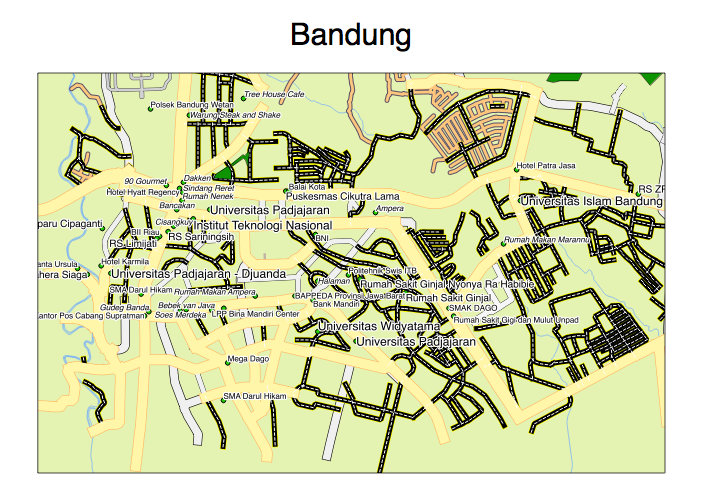 Bandung
Tree House Cafe
Polsek Bandung Wetan
Warung Steak and Shake
Hotel Patra Jasa
90 Gourmet
Dakken
Sindang Reret
Balai Kota
Hotel Hyatt Regency
Rumah Nenek
Puskesmas Cikutra Lama
RS
Universitas Islam Bandung
Bancakan
Universitas Padjajaran
Ampera
paru Cipaganti
Cisangkuy
Institut Teknologi Nasional
BII Riau
RS Sariningsih
BNI
RS Limijati
Rumah Makan Marannu
anta Ursula
Hotel Karmila
ahera Siaga
Universitas Padjajaran - Djuanda
Politehnik Swis ITB
Halaman
Rumah Sakit Ginjal Nyonya Ra Habibie
SMA Darul Hikam
Rumah Makan Ampera
BAPPEDA Provinsi Jawa Barat
Rumah Sakit Ginjal
Bank Mandiri
Gudeg Banda
Bebek van Java
SMAK DAGO
antor Pos Cabang Supratman
Soes Merdeka
LPP Bina Mandiri Center
Rumah Sakit Gigi dan Mulut Unpad
Universitas Widyatama
Universitas Padjajaran
Mega Dago
SMA Darul Hikam